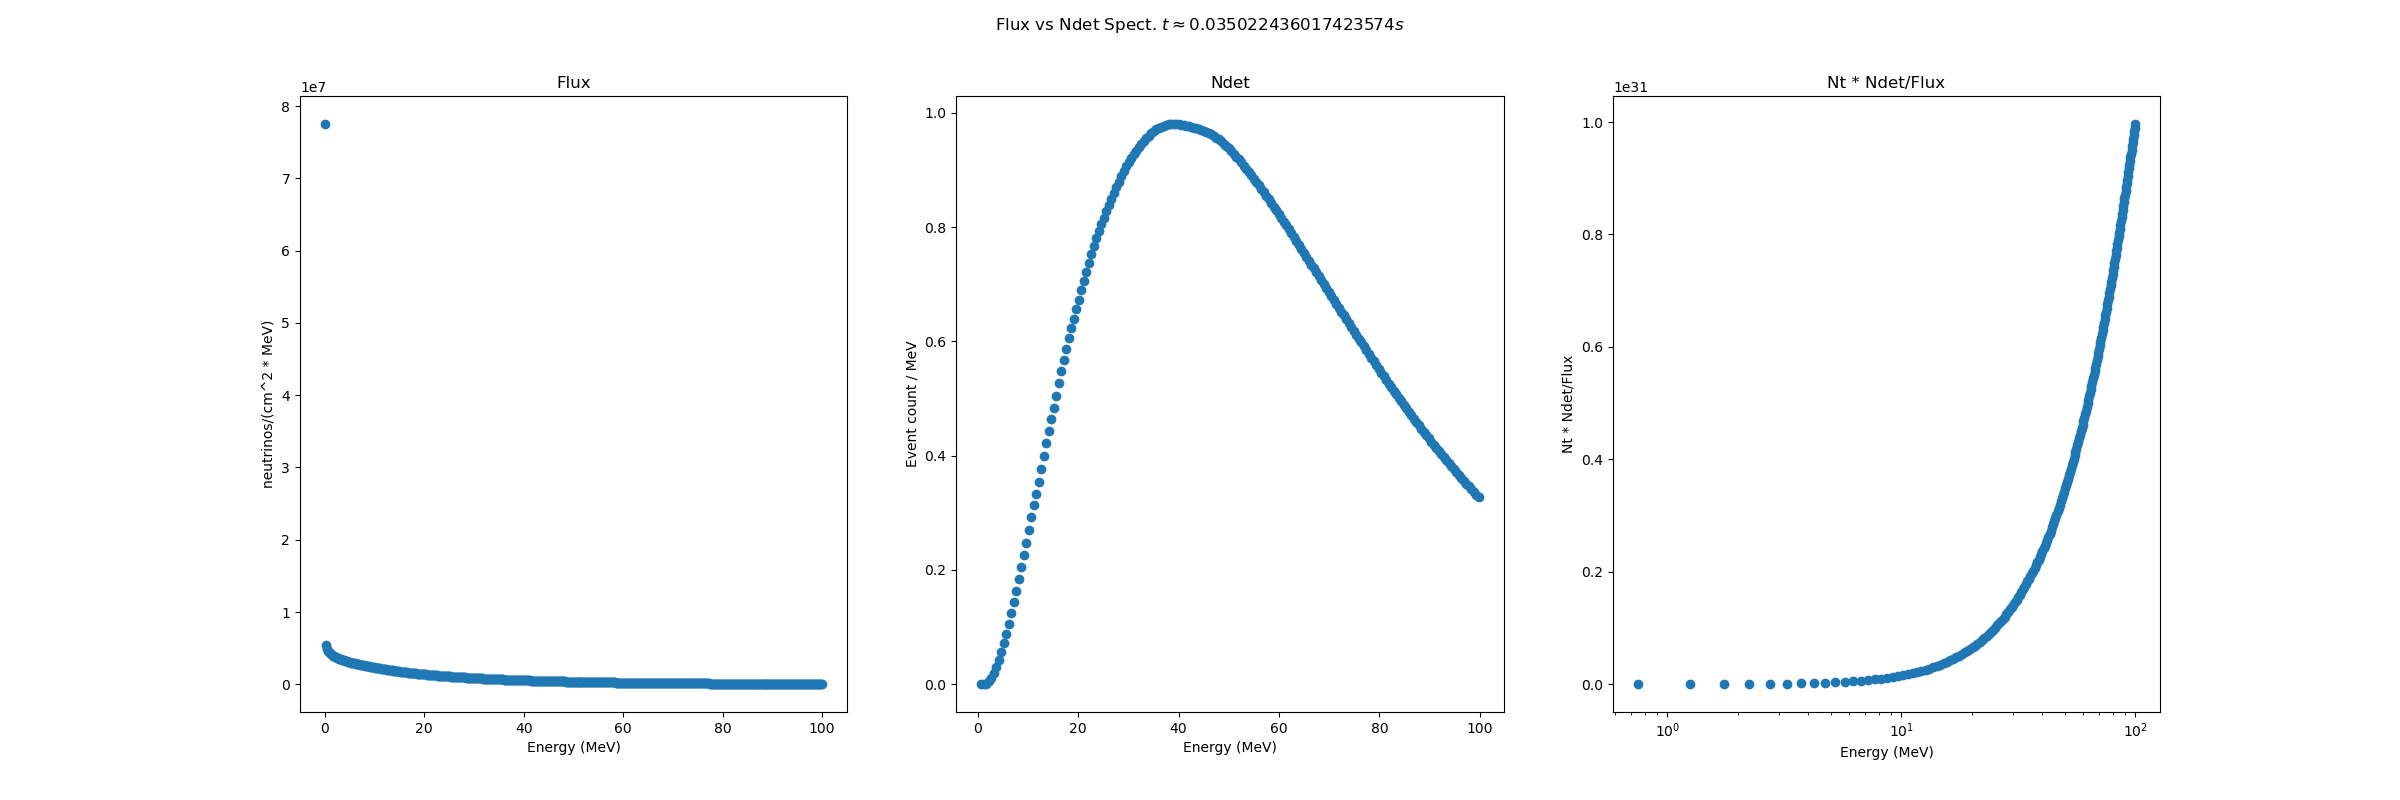 Flux vs Ndet Spect. t ≈ 0.035022436017423574s
Flux
1e7
8
7
6
5
4
3
2
1
0
neutrinos/(cm^2 * MeV)
0 20 40 60 80 100
Energy (MeV)
Ndet
1.0
0.8
0.6
0.4
0.2
0.0
Event count / MeV
0 20 40 60 80 100
Energy (MeV)
Nt * Ndet/Flux
1e31
1.0
0.8
0.6
0.4
0.2
0.0
Nt * Ndet/Flux
10^0 10^1 10^2
Energy (MeV)